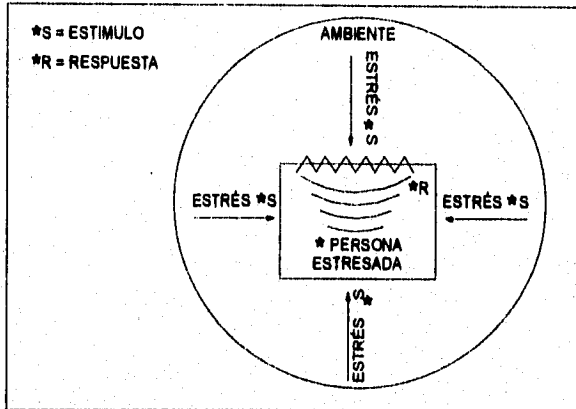 *S = ESTIMULO
*R = RESPUESTA
AMBIENTE
ESTRÉS *S
*R
ESTRÉS *S
ESTRÉS *S
* PERSONA
ESTRESADA
ESTRÉS S*